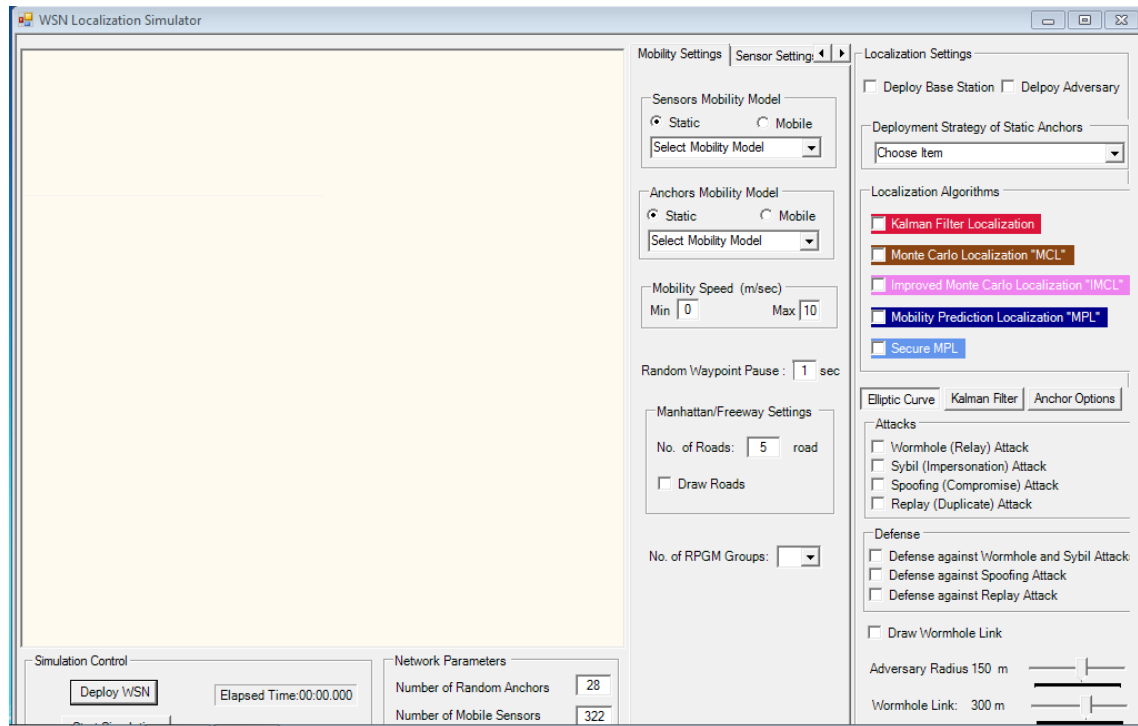 WSN Localization Simulator
Mobility Settings
Sensor Setting
Sensors Mobility Model
Static
Mobile
Select Mobility Model
Anchors Mobility Model
Static
Mobile
Select Mobility Model
Mobility Speed (m/sec)
Min 0
Max 10
Random Waypoint Pause : 1 sec
Manhattan/Freeway Settings
No. of Roads: 5 road
Draw Roads
No. of RPGM Groups:
Localization Settings
Deploy Base Station
Delpoy Adversary
Deployment Strategy of Static Anchors
Choose Item
Localization Algorithms
Kalman Filter Localization
Monte Carlo Localization "MCL"
Improved Monte Carlo Localization "IMCL"
Mobility Prediction Localization "MPL"
Secure MPL
Elliptic Curve
Kalman Filter
Anchor Options
Attacks
Wormhole (Relay) Attack
Sybil (Impersonation) Attack
Spoofing (Compromise) Attack
Replay (Duplicate) Attack
Defense
Defense against Wormhole and Sybil Attack
Defense against Spoofing Attack
Defense against Replay Attack
Draw Wormhole Link
Adversary Radius 150 m
Wormhole Link: 300 m
Simulation Control
Deploy WSN
Elapsed Time:00:00.000
Network Parameters
Number of Random Anchors 28
Number of Mobile Sensors 322